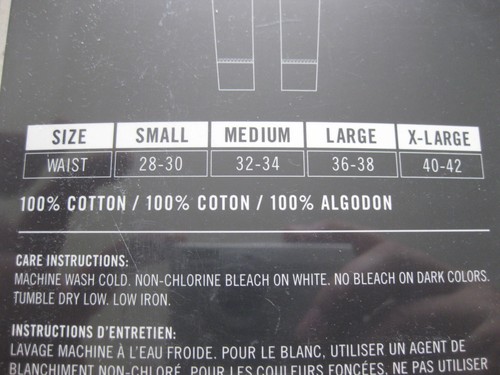 SIZE SMALL MEDIUM LARGE X-LARGE
WAIST 28-30 32-34 36-38 40-42
100% COTTON / 100% COTON / 100% ALGODON
CARE INSTRUCTIONS:
MACHINE WASH COLD. NON-CHLORINE BLEACH ON WHITE. NO BLEACH ON DARK COLORS.
TUMBLE DRY LOW. LOW IRON.
INSTRUCTIONS D'ENTRETIEN:
LAVAGE MACHINE À L'EAU FROIDE. POUR LE BLANC, UTILISER UN AGENT DE
BLANCHIMENT NON-CHLORÉ. POUR LES COULEURS FONCÉES, NE PAS UTILISER